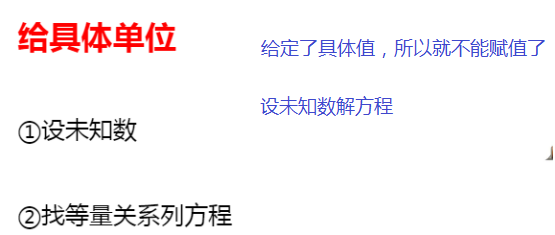 给具体单位
给定了具体值，所以就不能赋值了
设未知数解方程
①设未知数
②找等量关系列方程